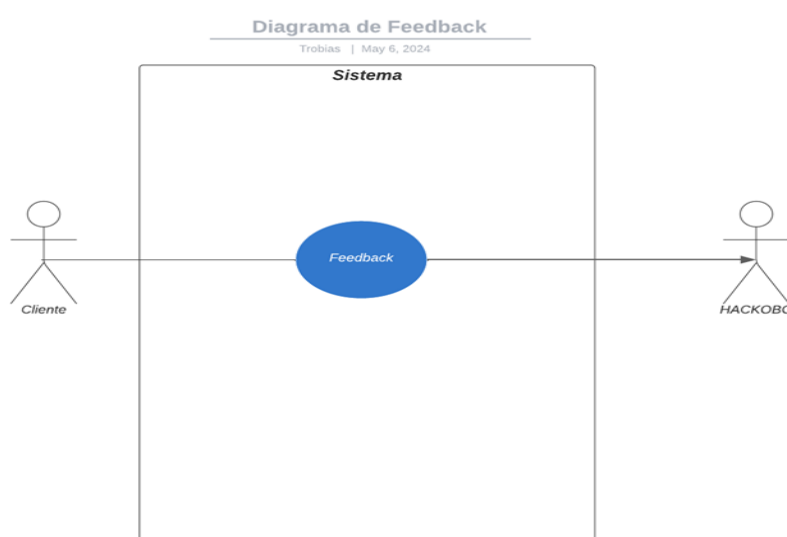 Diagrama de Feedback
Trobias | May 6, 2024
Sistema
Feedback
Cliente